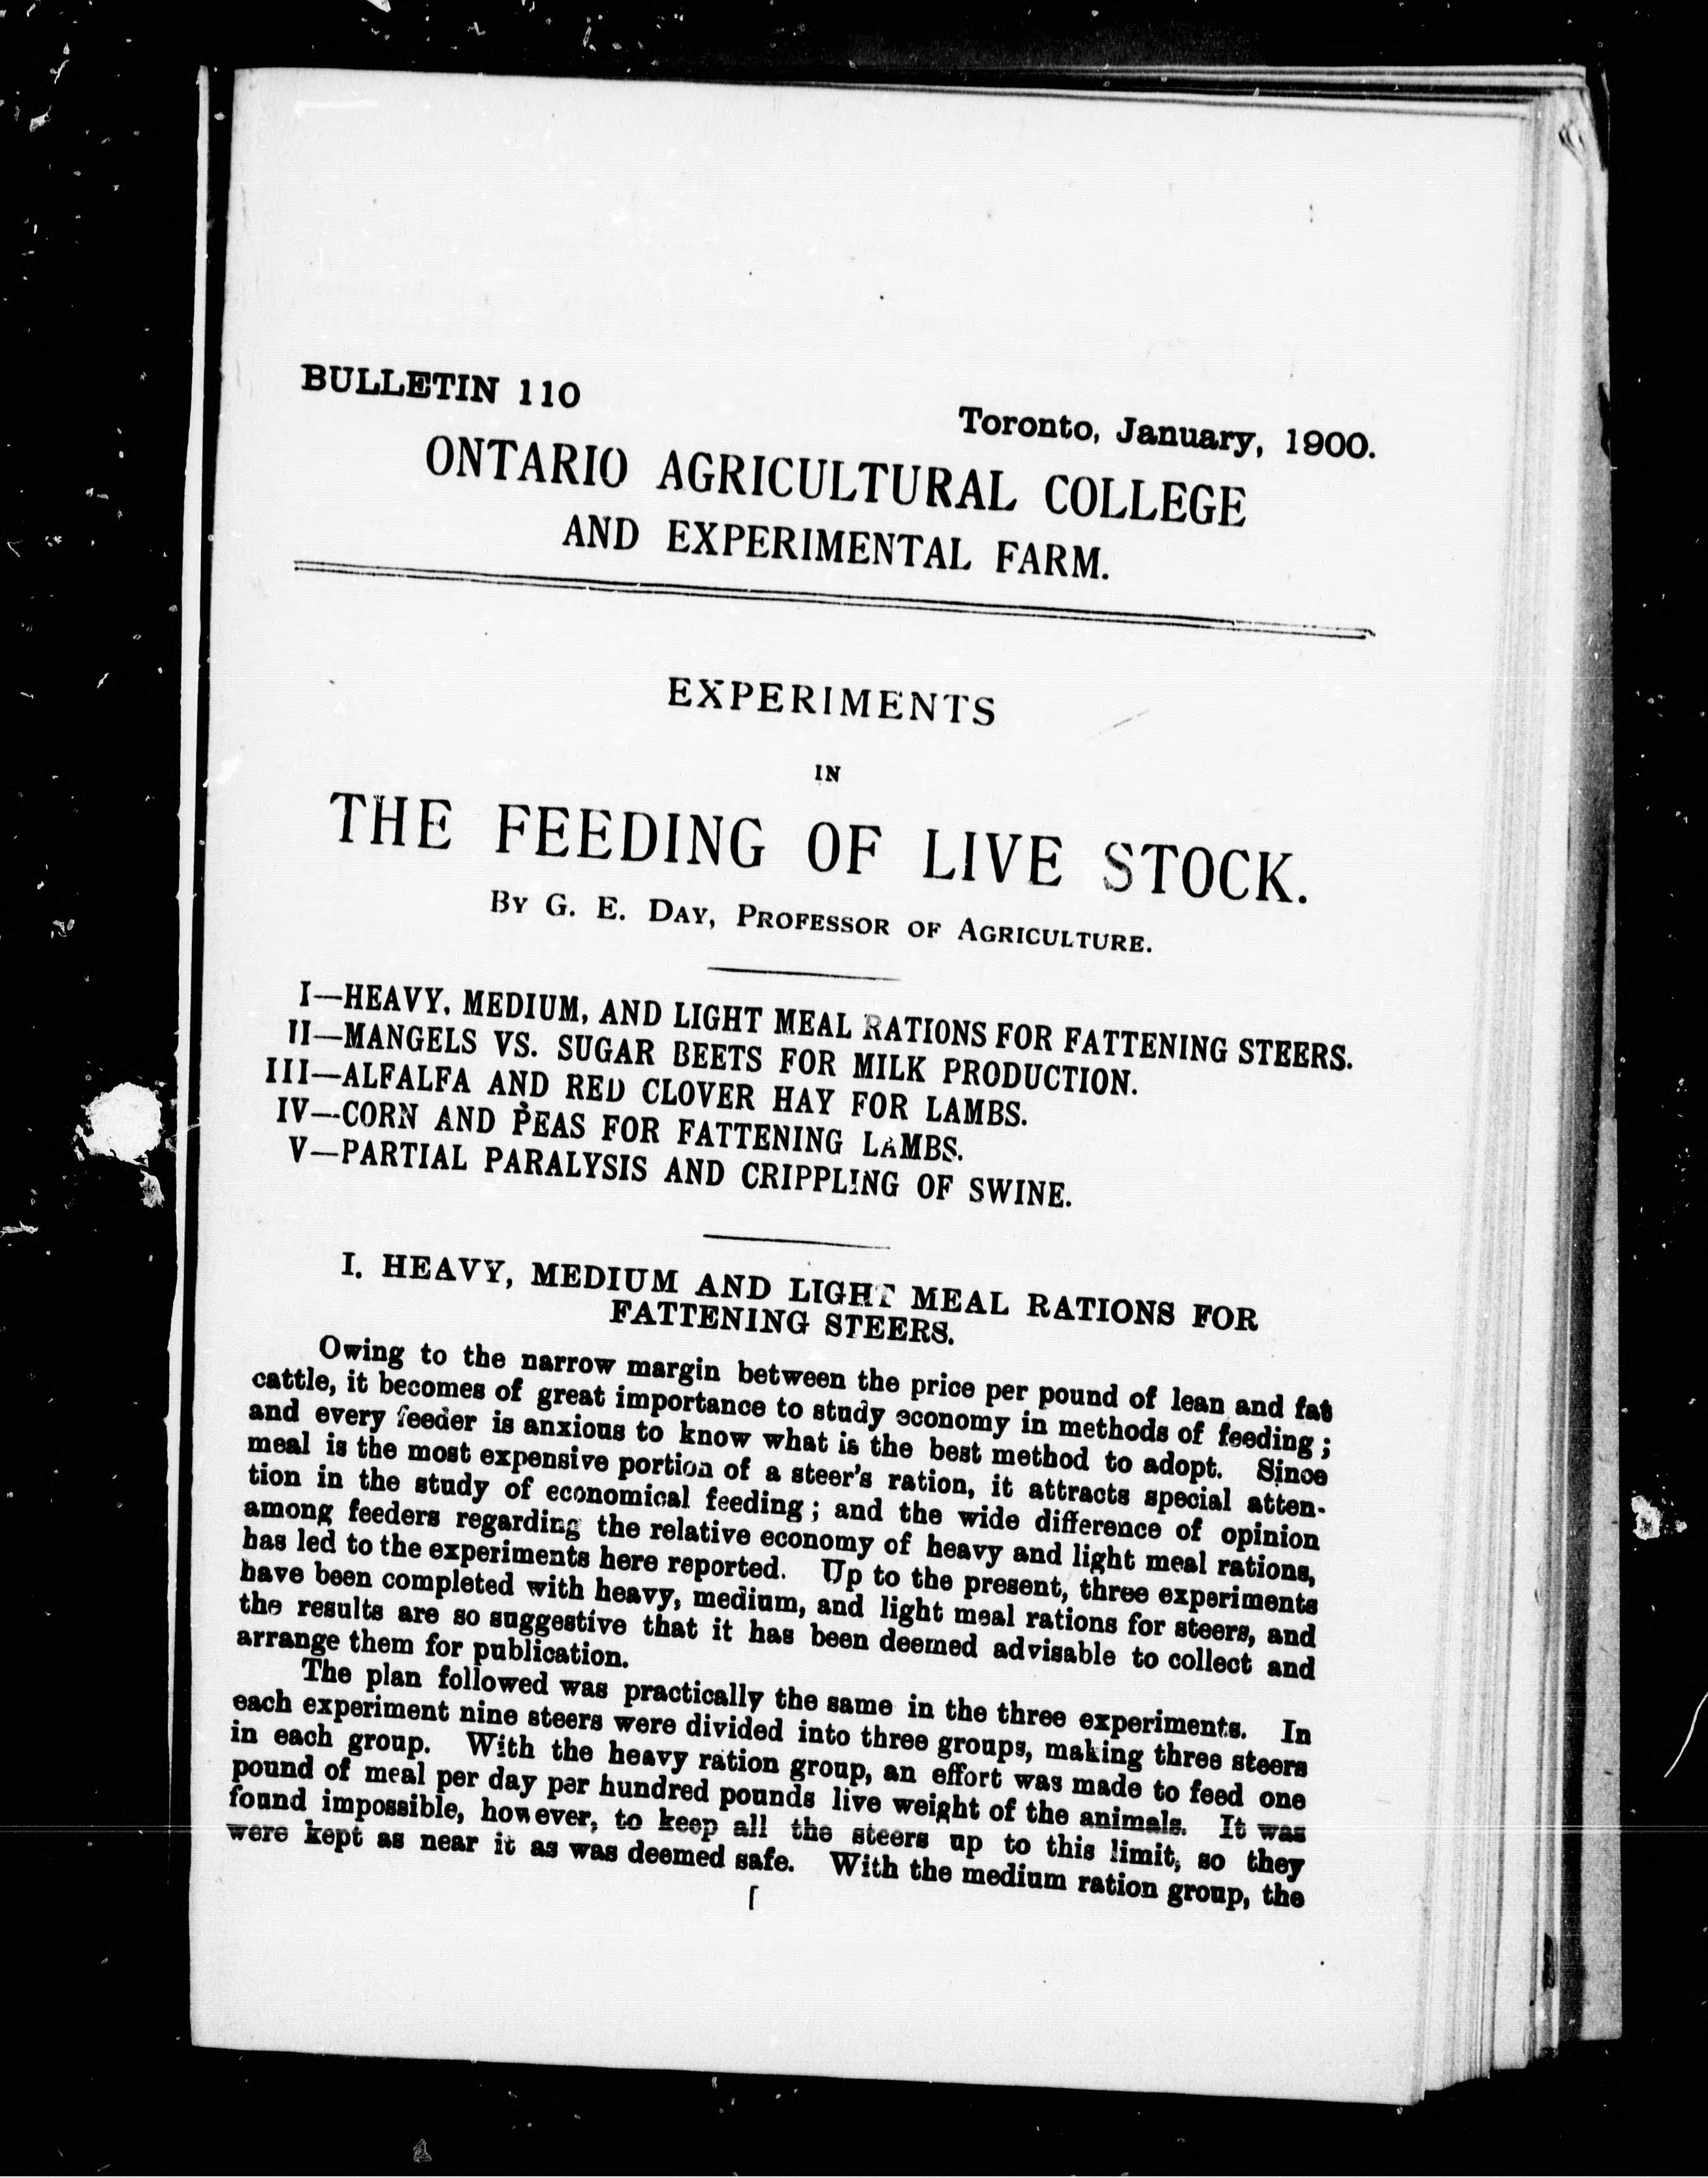 BULLETIN 110
Toronto, January, 1900.
ONTARIO AGRICULTURAL COLLEGE
AND EXPERIMENTAL FARM.
EXPERIMENTS
IN
THE FEEDING OF LIVE STOCK.
BY G. E. DAY, PROFESSOR OF AGRICULTURE.
I—HEAVY, MEDIUM, AND LIGHT MEAL RATIONS FOR FATTENING STEERS.
II—MANGELS VS. SUGAR BEETS FOR MILK PRODUCTION.
III—ALFALFA AND RED CLOVER HAY FOR LAMBS.
IV—CORN AND PEAS FOR FATTENING LAMBS.
V—PARTIAL PARALYSIS AND CRIPPLING OF SWINE.
I. HEAVY, MEDIUM AND LIGHT MEAL RATIONS FOR
FATTENING STEERS.
Owing to the narrow margin between the price per pound of lean and fat
cattle, it becomes of great importance to study economy in methods of feeding ;
and every feeder is anxious to know what is the best method to adopt. Since
meal is the most expensive portion of a steer's ration, it attracts special atten-
tion in the study of economical feeding ; and the wide difference of opinion
among feeders regarding the relative economy of heavy and light meal rations,
has led to the experiments here reported. Up to the present, three experiments
have been completed with heavy, medium, and light meal rations for steers, and
the results are so suggestive that it has been deemed advisable to collect and
arrange them for publication.
The plan followed was practically the same in the three experiments. In
each experiment nine steers were divided into three groups, making three steers
in each group. With the heavy ration group, an effort was made to feed one
pound of meal per day per hundred pounds live weight of the animals. It was
found impossible, however, to keep all the steers up to this limit, so they
were kept as near it as was deemed safe. With the medium ration group, the